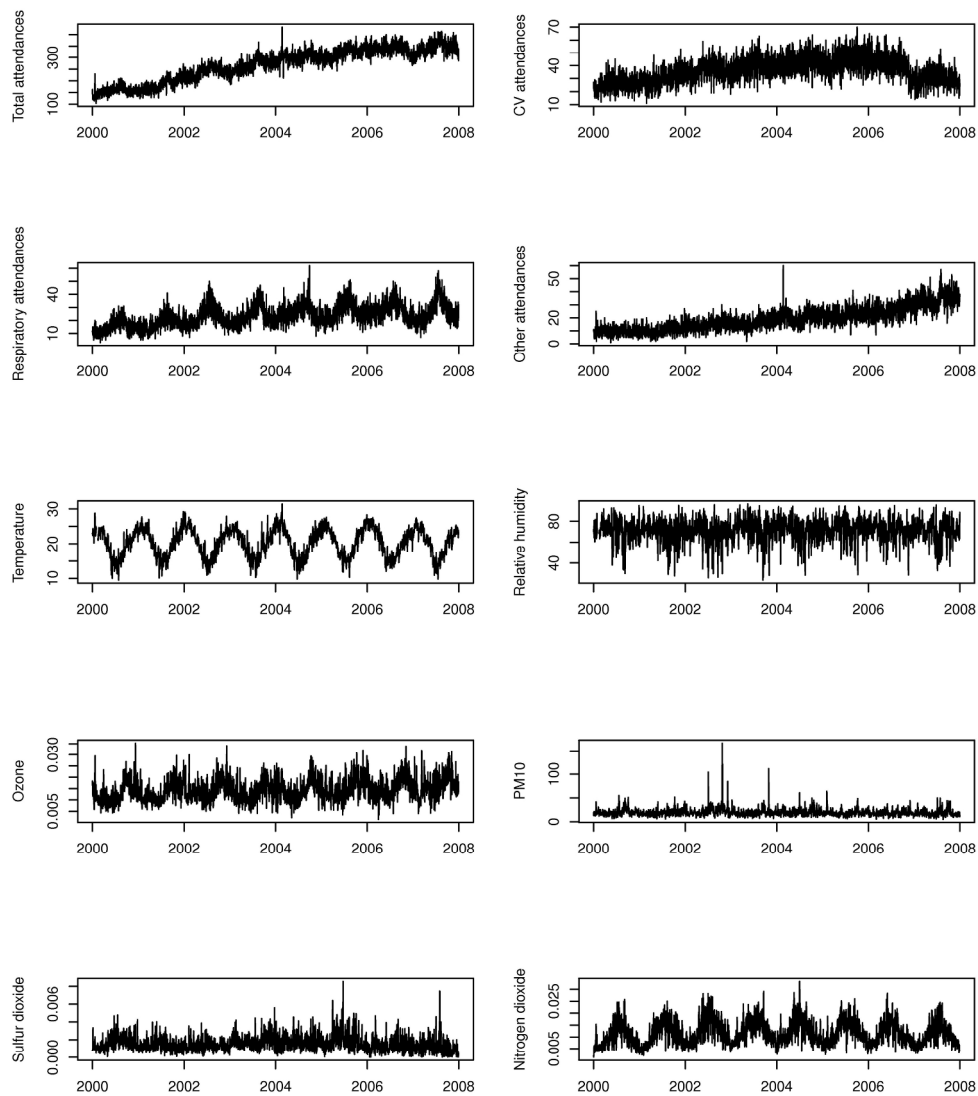 Total attendances
100 300
2000 2002 2004 2006 2008
CV attendances
10 40 70
2000 2002 2004 2006 2008
Respiratory attendances
10 40
2000 2002 2004 2006 2008
Other attendances
0 20 50
2000 2002 2004 2006 2008
Temperature
10 20 30
2000 2002 2004 2006 2008
Relative humidity
40 80
2000 2002 2004 2006 2008
Ozone
0.005 0.030
2000 2002 2004 2006 2008
PM10
0 100
2000 2002 2004 2006 2008
Sulfur dioxide
0.000 0.006
2000 2002 2004 2006 2008
Nitrogen dioxide
0.005 0.025
2000 2002 2004 2006 2008